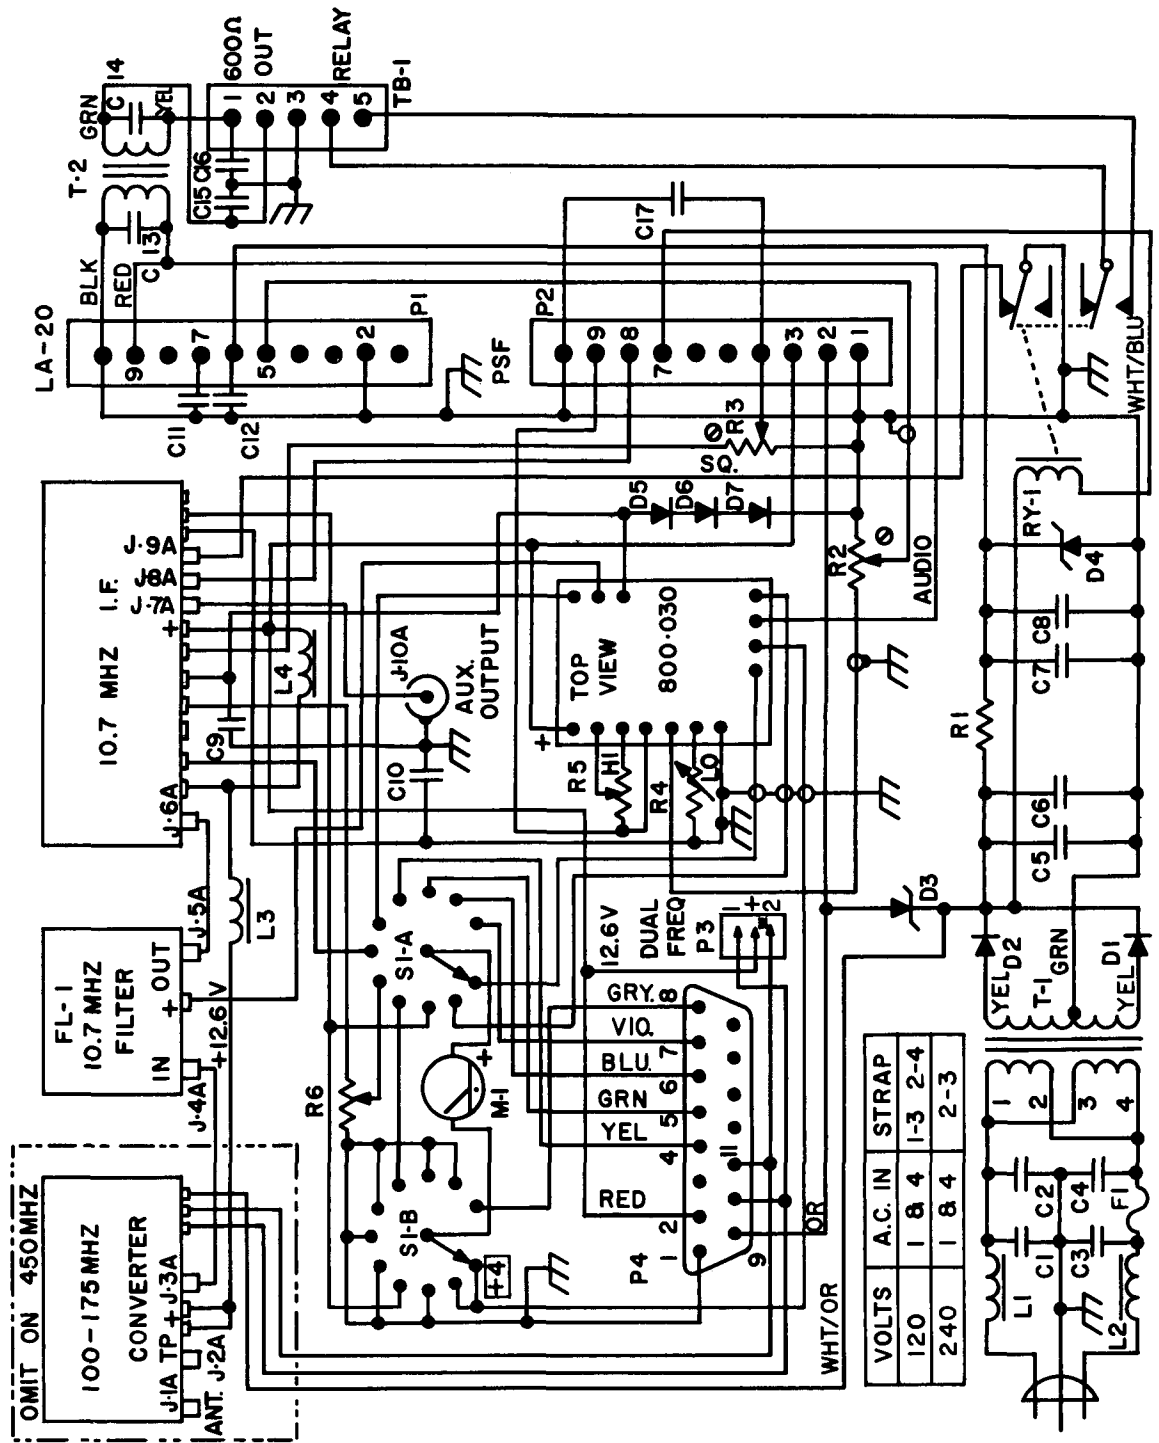 14
GRN
C
YEL
600Ω
OUT
RELAY
TB-1
1
2
3
4
5
T-2
C15 C16
BLK
RED
C
13
C17
LA-20
P1
9
7
5
2
PSF
P2
9
8
7
3
2
1
C11
C12
R3
SQ.
D5
D6
D7
R2
AUDIO
WHT/BLU
RY-1
D4
C8
C7
R1
C6
C5
10.7 MHZ
I.F.
J-9A
J8A
J-7A
+
J-6A
L4
C9
J-10A
AUX.
OUTPUT
C10
TOP
VIEW
800-030
+
R5
HI
R4
LO
FL-1
10.7 MHZ
FILTER
IN
+
OUT
J-5A
J-4A
+12.6 V
L3
S1-A
R6
M-1
+
S1-B
+4
12.6V
DUAL
FREQ
P3
1
+
2
D3
GRY.
VIO.
BLU.
GRN
YEL
RED
8
7
6
5
4
2
1
11
9
P4
OR
WHT/OR
OMIT ON 450MHZ
100-175MHZ
CONVERTER
J-1A
TP
+
J-3A
ANT.
J-2A
VOLTS A.C. IN STRAP
120 1 & 4 1-3 2-4
240 1 & 4 2-3
YEL
D2
T-1
GRN
YEL
D1
1
2
3
4
C2
C4
F1
C1
C3
L1
L2